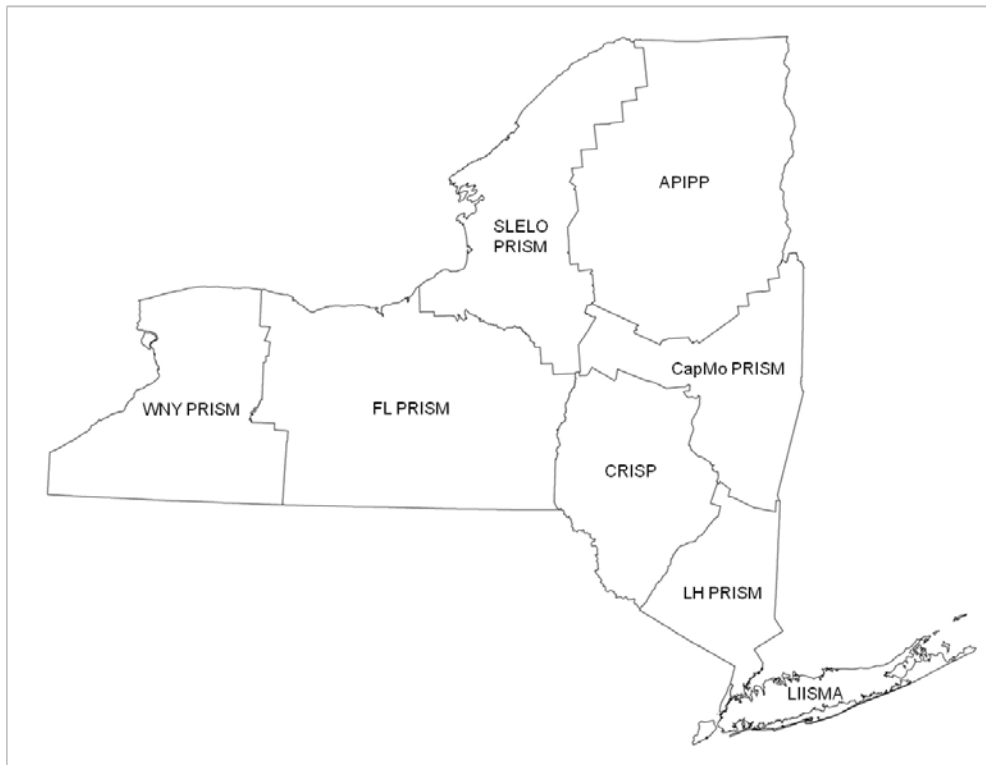 APIPP
SLELO
PRISM
CapMo PRISM
WNY PRISM
FL PRISM
CRISP
LH PRISM
LIISMA